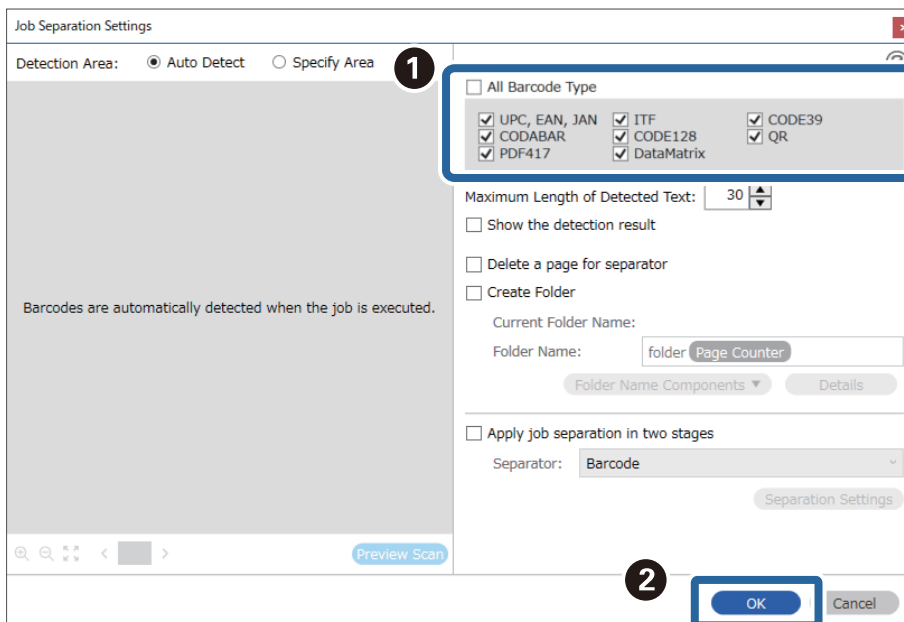 Job Separation Settings
Detection Area: Auto Detect Specify Area
1
All Barcode Type
UPC, EAN, JAN ITF CODE39
CODABAR CODE128 QR
PDF417 DataMatrix
Maximum Length of Detected Text: 30
Show the detection result
Delete a page for separator
Create Folder
Barcodes are automatically detected when the job is executed.
Current Folder Name:
Folder Name: folder Page Counter
Folder Name Components Details
Apply job separation in two stages
Separator: Barcode
Separation Settings
Preview Scan
2
OK Cancel